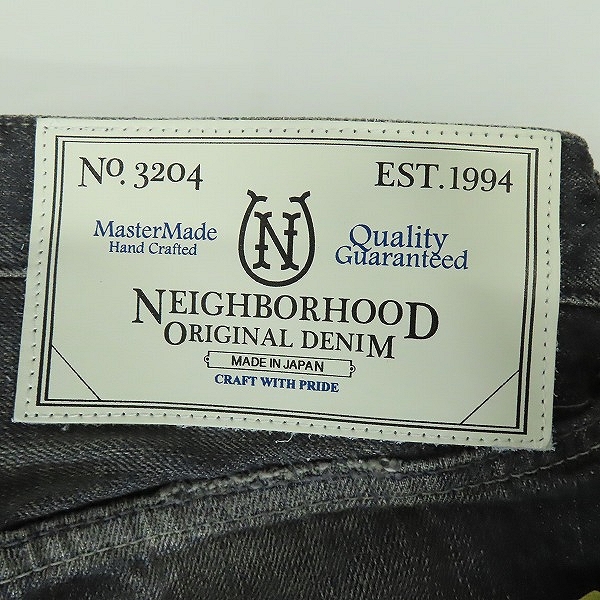 No. 3204
EST. 1994
MasterMade
Hand Crafted
N
Quality
Guaranteed
NEIGHBORHOOD
ORIGINAL DENIM
MADE IN JAPAN
CRAFT WITH PRIDE